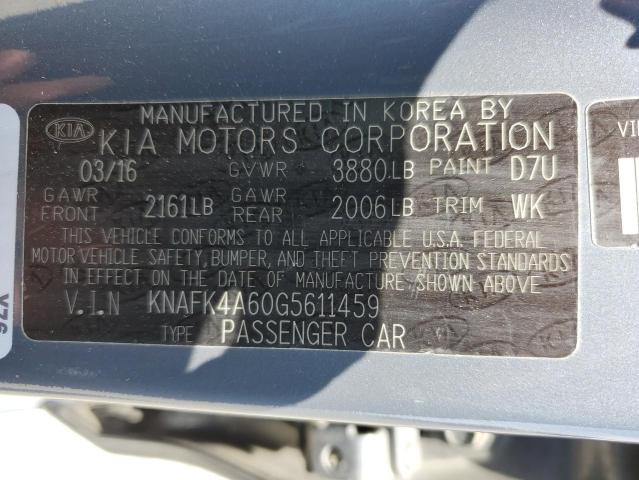 MANUFACTURED IN KOREA BY
KIA KIA MOTORS CORPORATION
03/16 GVWR 3880LB PAINT D7U
GAWR FRONT 2161LB GAWR REAR 2006LB TRIM WK
THIS VEHICLE CONFORMS TO ALL APPLICABLE U.S.A. FEDERAL
MOTOR VEHICLE SAFETY, BUMPER, AND THEFT PREVENTION STANDARDS
IN EFFECT ON THE DATE OF MANUFACTURE SHOWN ABOVE.
V.I.N KNAFK4A60G5611459
TYPE PASSENGER CAR